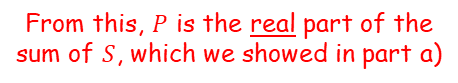 From this, P is the real part of the
sum of S, which we showed in part a)